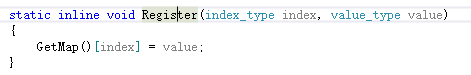 static inline void Register(index_type index, value_type value)
{
    GetMap()[index] = value;
}